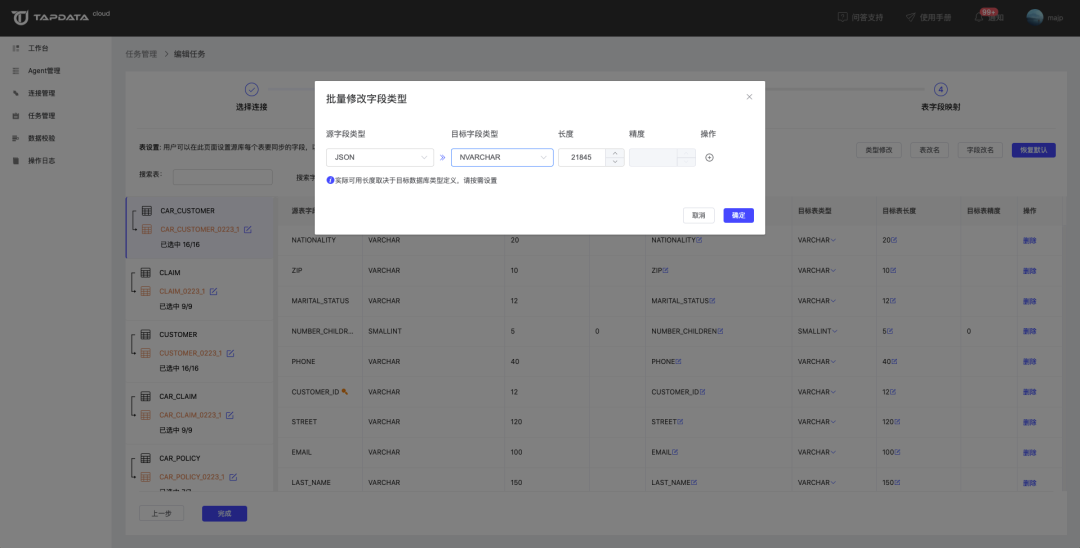 TAPDATA cloud
问答支持 使用手册 99+ 通知 majp
工作台
Agent管理
连接管理
任务管理
数据校验
操作日志
任务管理 > 编辑任务
选择连接
4
表字段映射
表设置: 用户可以在此页面设置源库每个表要同步的字段，
类型修改 表改名 字段改名 恢复默认
搜索表:
搜索字
批量修改字段类型
源字段类型 目标字段类型 长度 精度 操作
JSON NVARCHAR 21845
实际可用长度取决于目标数据库类型定义，请按需设置
取消 确定
CAR_CUSTOMER
CAR_CUSTOMER_0223_1
已选中 16/16
CLAIM
CLAIM_0223_1
已选中 9/9
CUSTOMER
CUSTOMER_0223_1
已选中 16/16
CAR_CLAIM
CAR_CLAIM_0223_1
已选中 9/9
CAR_POLICY
CAR_POLICY_0223_1
源表字段 目标表类型 目标表长度 目标表精度 操作
NATIONALITY VARCHAR 20 NATIONALITY VARCHAR 20 删除
ZIP VARCHAR 10 ZIP VARCHAR 10 删除
MARITAL_STATUS VARCHAR 12 MARITAL_STATUS VARCHAR 12 删除
NUMBER_CHILDR... SMALLINT 5 0 NUMBER_CHILDREN SMALLINT 5 0 删除
PHONE VARCHAR 40 PHONE VARCHAR 40 删除
CUSTOMER_ID VARCHAR 12 CUSTOMER_ID VARCHAR 12 删除
STREET VARCHAR 120 STREET VARCHAR 120 删除
EMAIL VARCHAR 100 EMAIL VARCHAR 100 删除
LAST_NAME VARCHAR 150 LAST_NAME VARCHAR 150 删除
上一步 完成